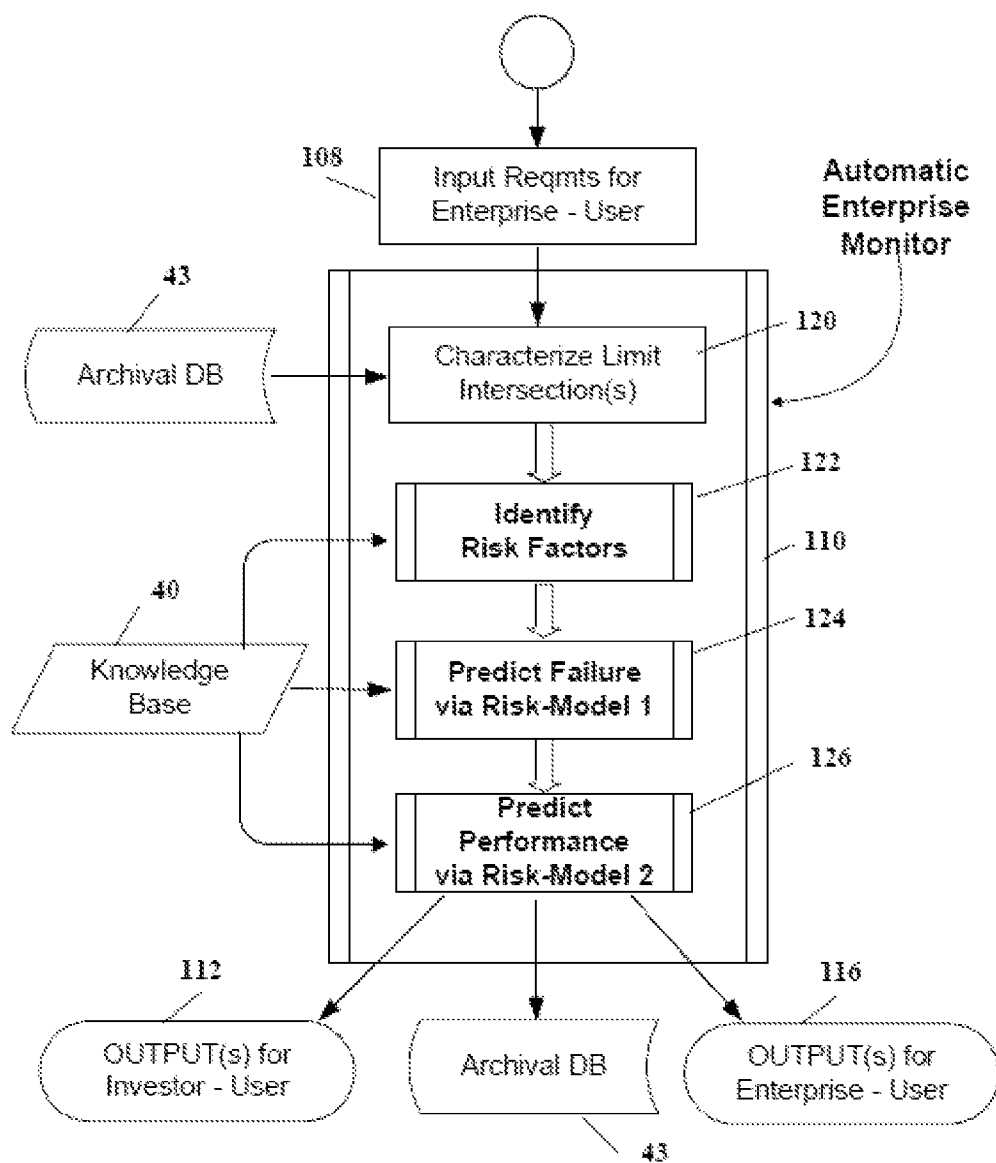 108
Input Reqmts for
Enterprise - User
Automatic
Enterprise
Monitor
43
Archival DB
120
Characterize Limit
Intersection(s)
122
Identify
Risk Factors
110
40
Knowledge
Base
124
Predict Failure
via Risk-Model 1
126
Predict
Performance
via Risk-Model 2
112
OUTPUT(s) for
Investor - User
Archival DB
43
116
OUTPUT(s) for
Enterprise - User